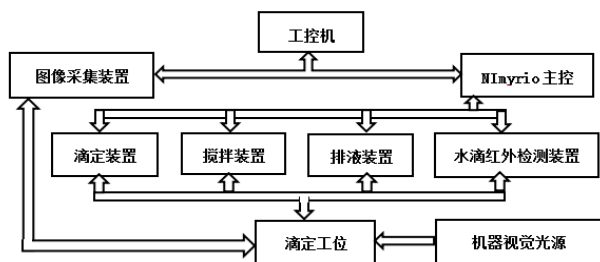 工控机
图像采集装置
NImyrio主控
滴定装置
搅拌装置
排液装置
水滴红外检测装置
滴定工位
机器视觉光源